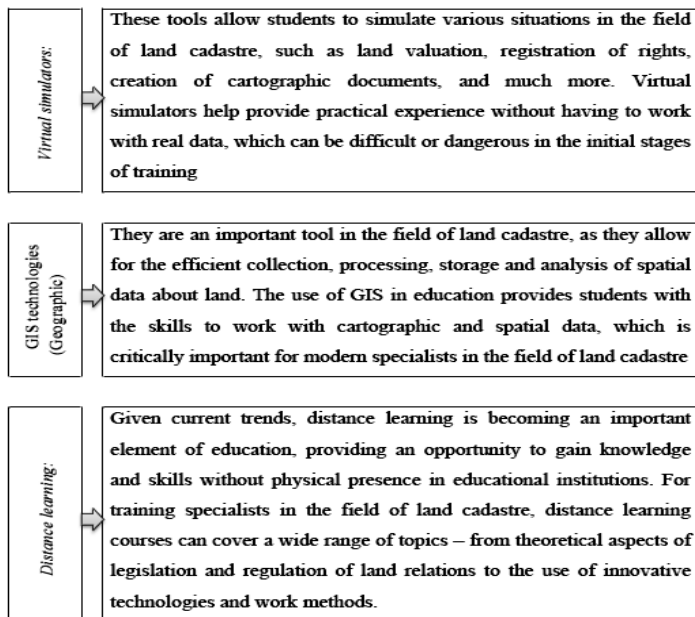 Virtual simulators:
These tools allow students to simulate various situations in the field
of land cadastre, such as land valuation, registration of rights,
creation of cartographic documents, and much more. Virtual
simulators help provide practical experience without having to work
with real data, which can be difficult or dangerous in the initial stages
of training
GIS technologies
(Geographic)
They are an important tool in the field of land cadastre, as they allow
for the efficient collection, processing, storage and analysis of spatial
data about land. The use of GIS in education provides students with
the skills to work with cartographic and spatial data, which is
critically important for modern specialists in the field of land cadastre
Distance learning:
Given current trends, distance learning is becoming an important
element of education, providing an opportunity to gain knowledge
and skills without physical presence in educational institutions. For
training specialists in the field of land cadastre, distance learning
courses can cover a wide range of topics – from theoretical aspects of
legislation and regulation of land relations to the use of innovative
technologies and work methods.